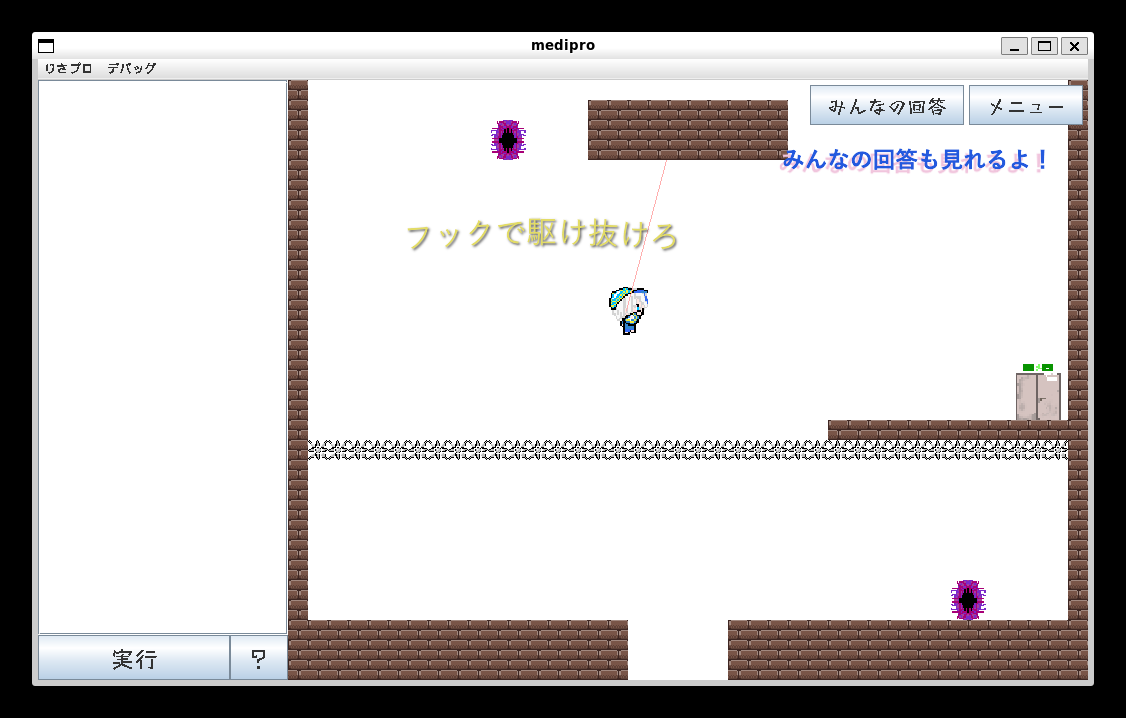 medipro
りさプロ デバッグ
みんなの回答 メニュー
みんなの回答も見れるよ！
フックで駆け抜けろ
実行 ?